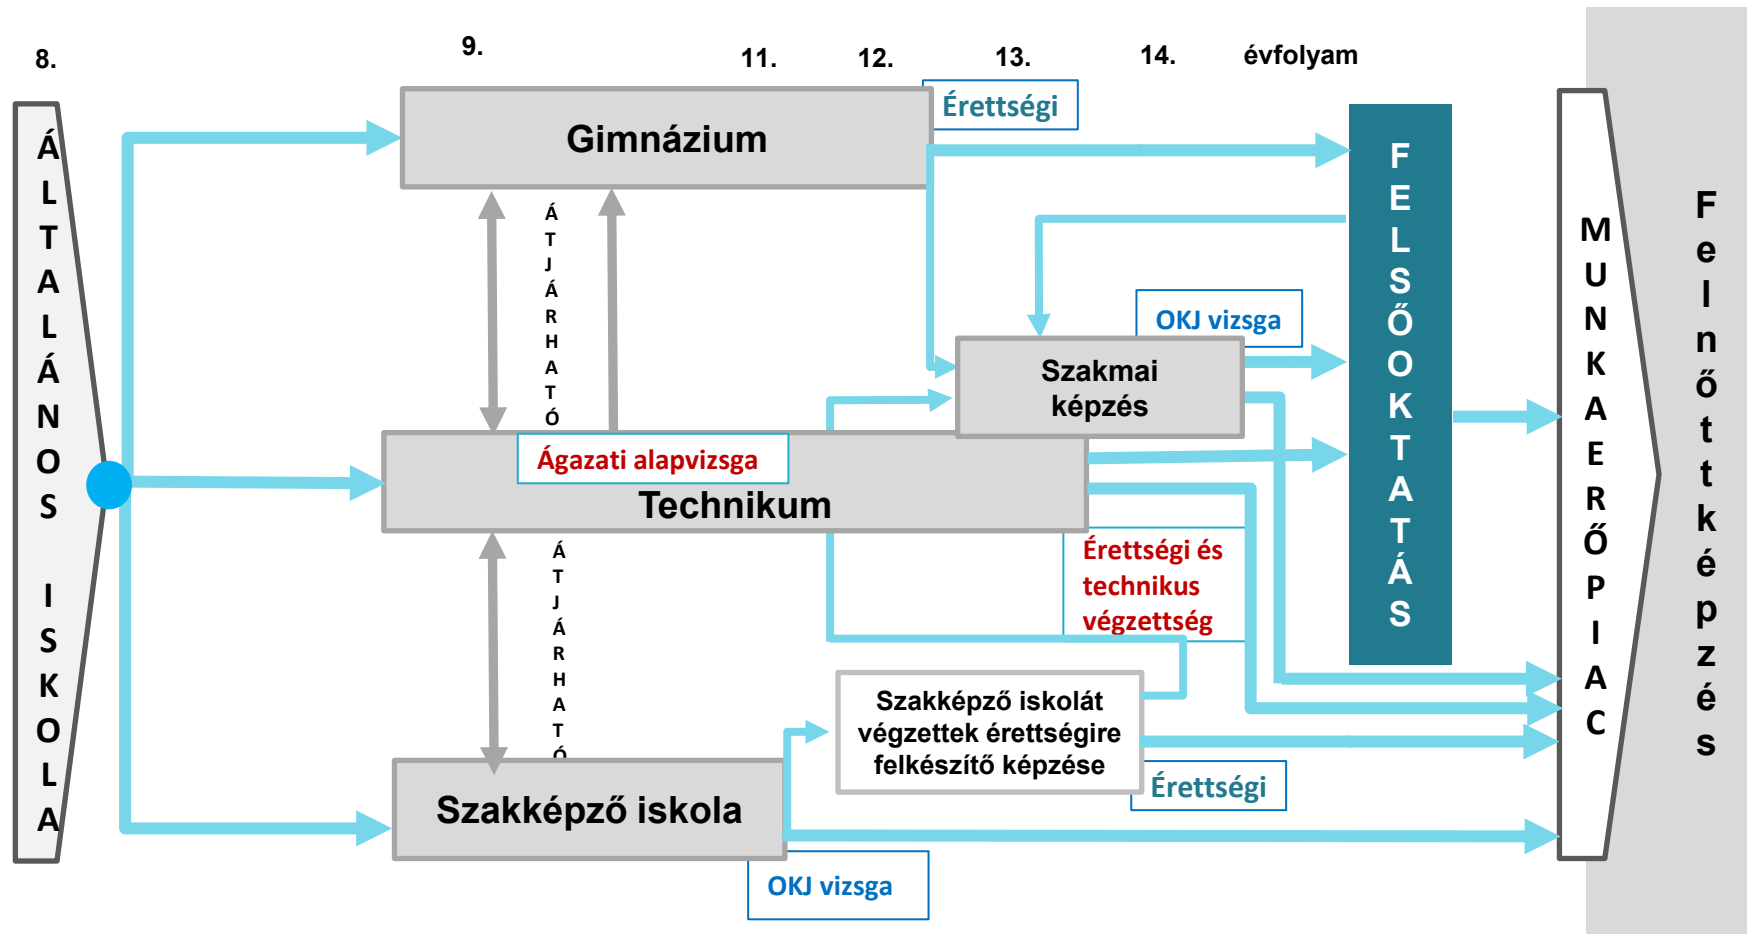 8.
9.
11.
12.
13.
14.
évfolyam
ÁLTALÁNOS ISKOLA
Gimnázium
Érettségi
ÁTJÁRHATÓ
OKJ vizsga
Szakmai
képzés
Ágazati alapvizsga
Technikum
Érettségi és
technikus
végzettség
ÁTJÁRHATÓ
Szakképző iskolát
végzettek érettségire
felkészítő képzése
Érettségi
Szakképző iskola
OKJ vizsga
FELSŐOKTATÁS
MUNKAERŐPIAC
Felnőttképzés